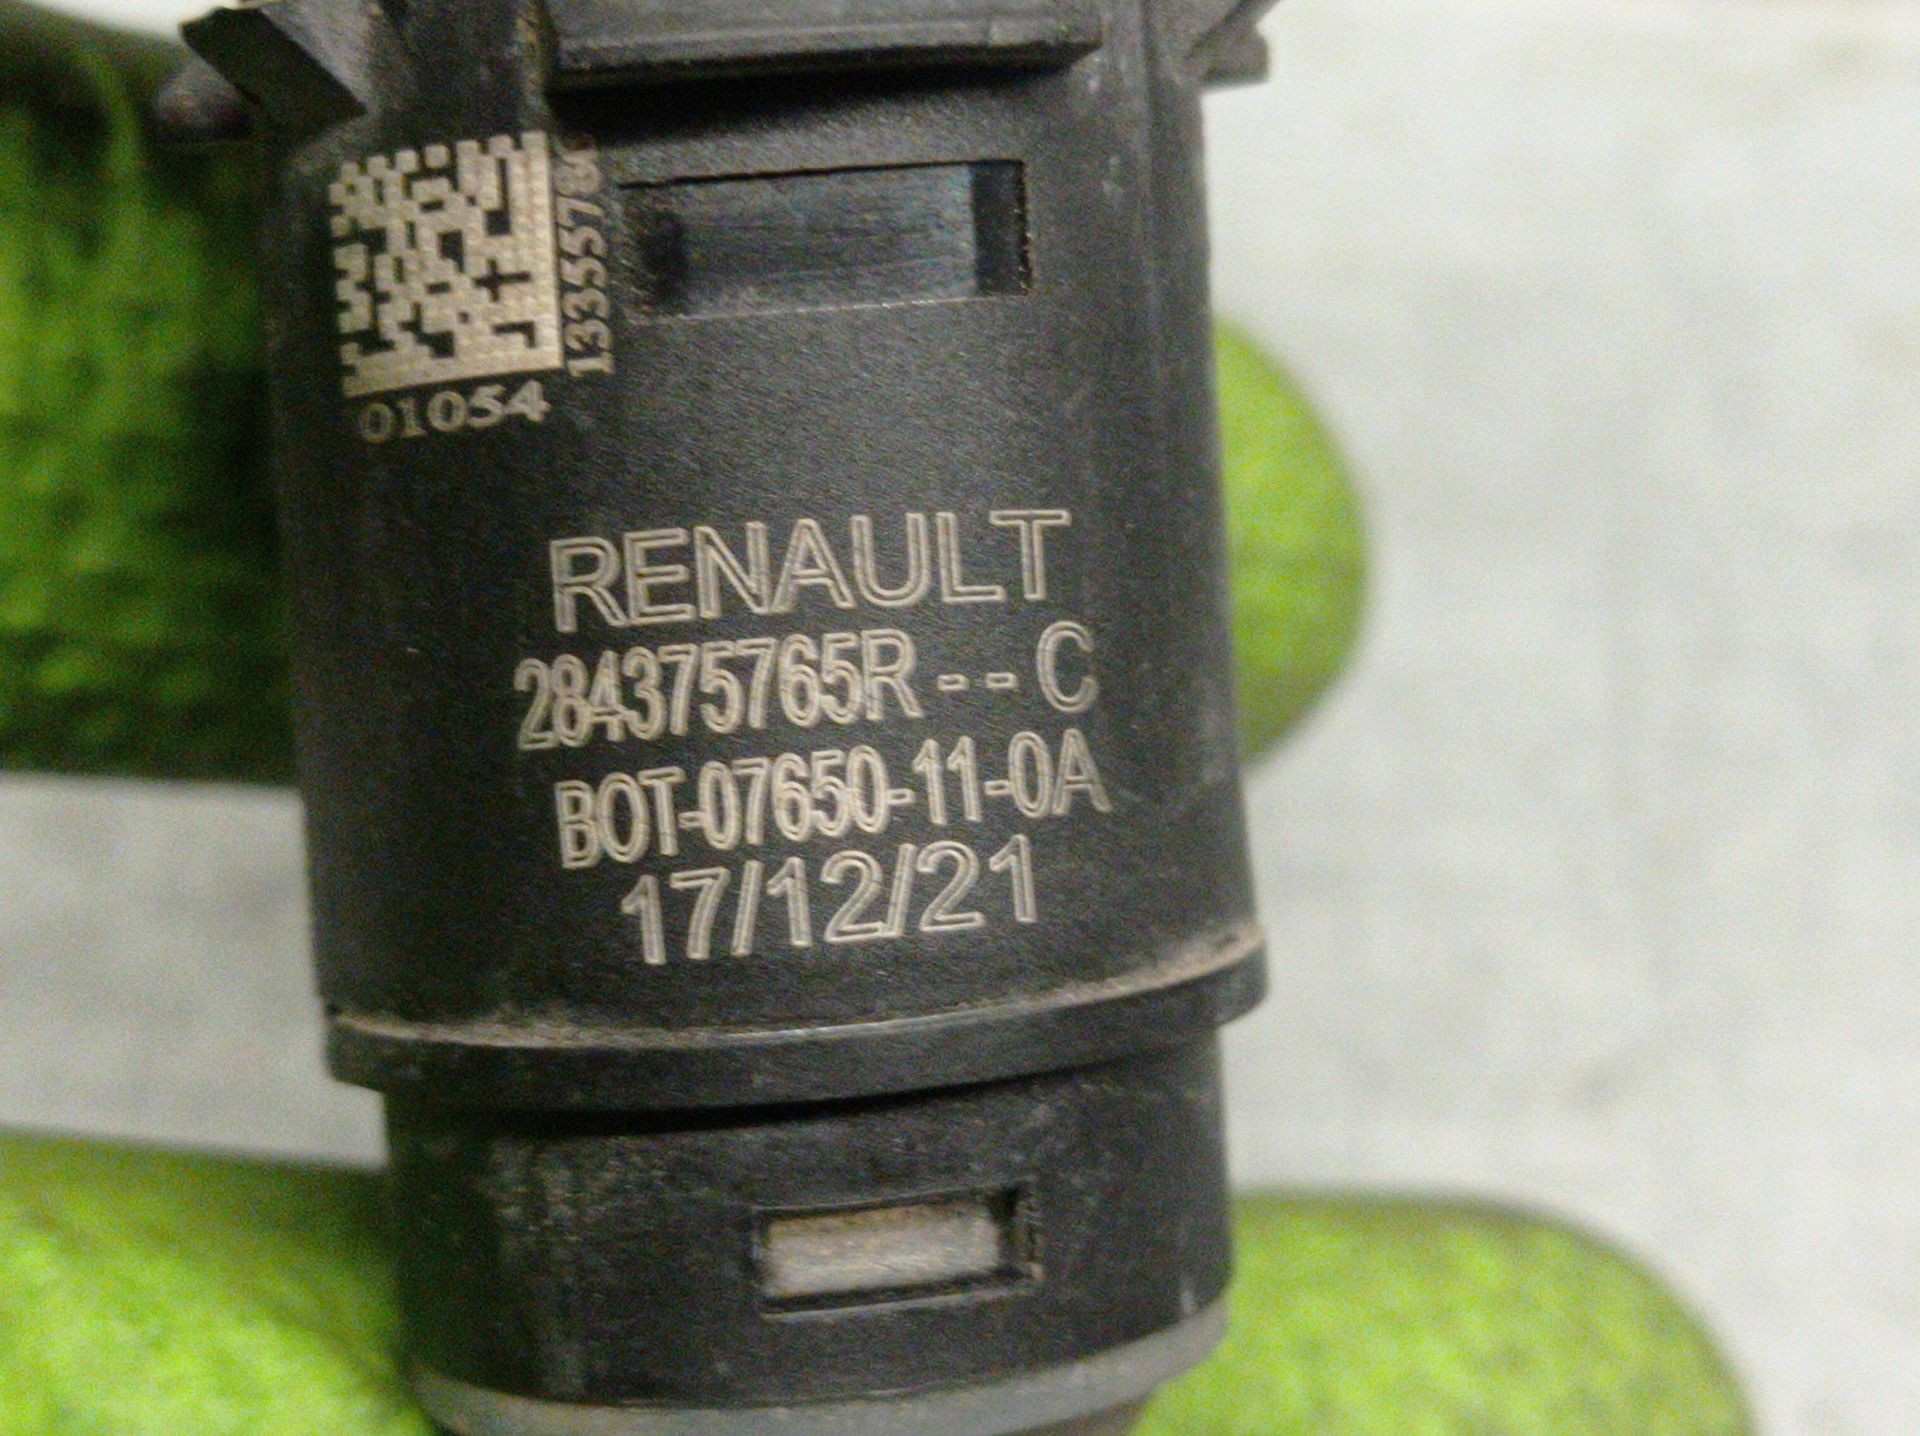 01054
RENAULT
284375765R--C
BOT-07650-11-0A
17/12/21